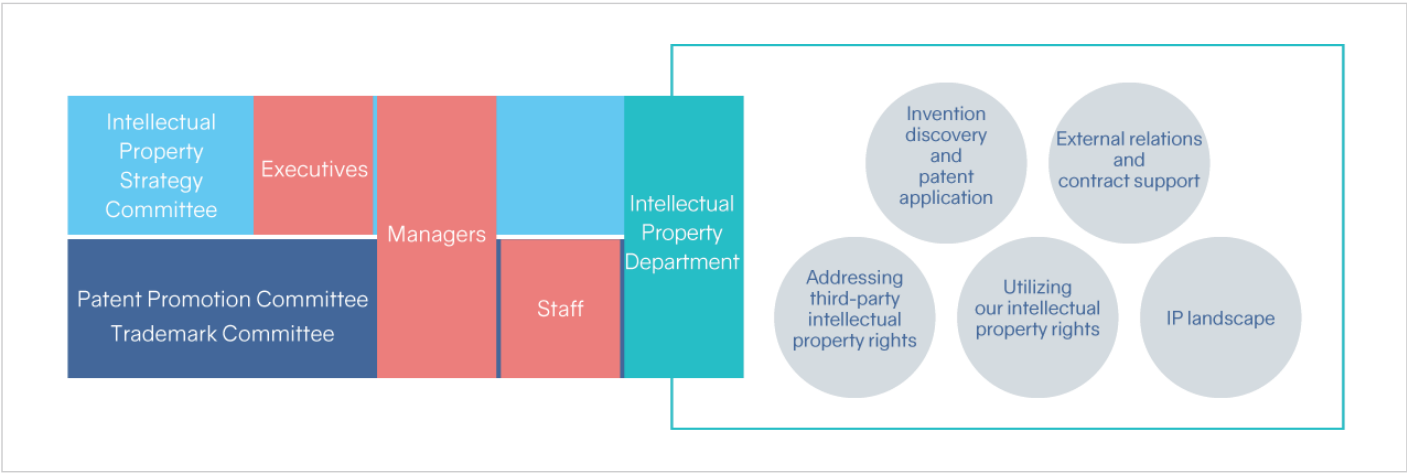 Intellectual
Property
Strategy
Committee
Executives
Patent Promotion Committee
Trademark Committee
Managers
Staff
Intellectual
Property
Department
Invention
discovery
and
patent
application
External relations
and
contract support
Addressing
third-party
intellectual
property rights
Utilizing
our intellectual
property rights
IP landscape